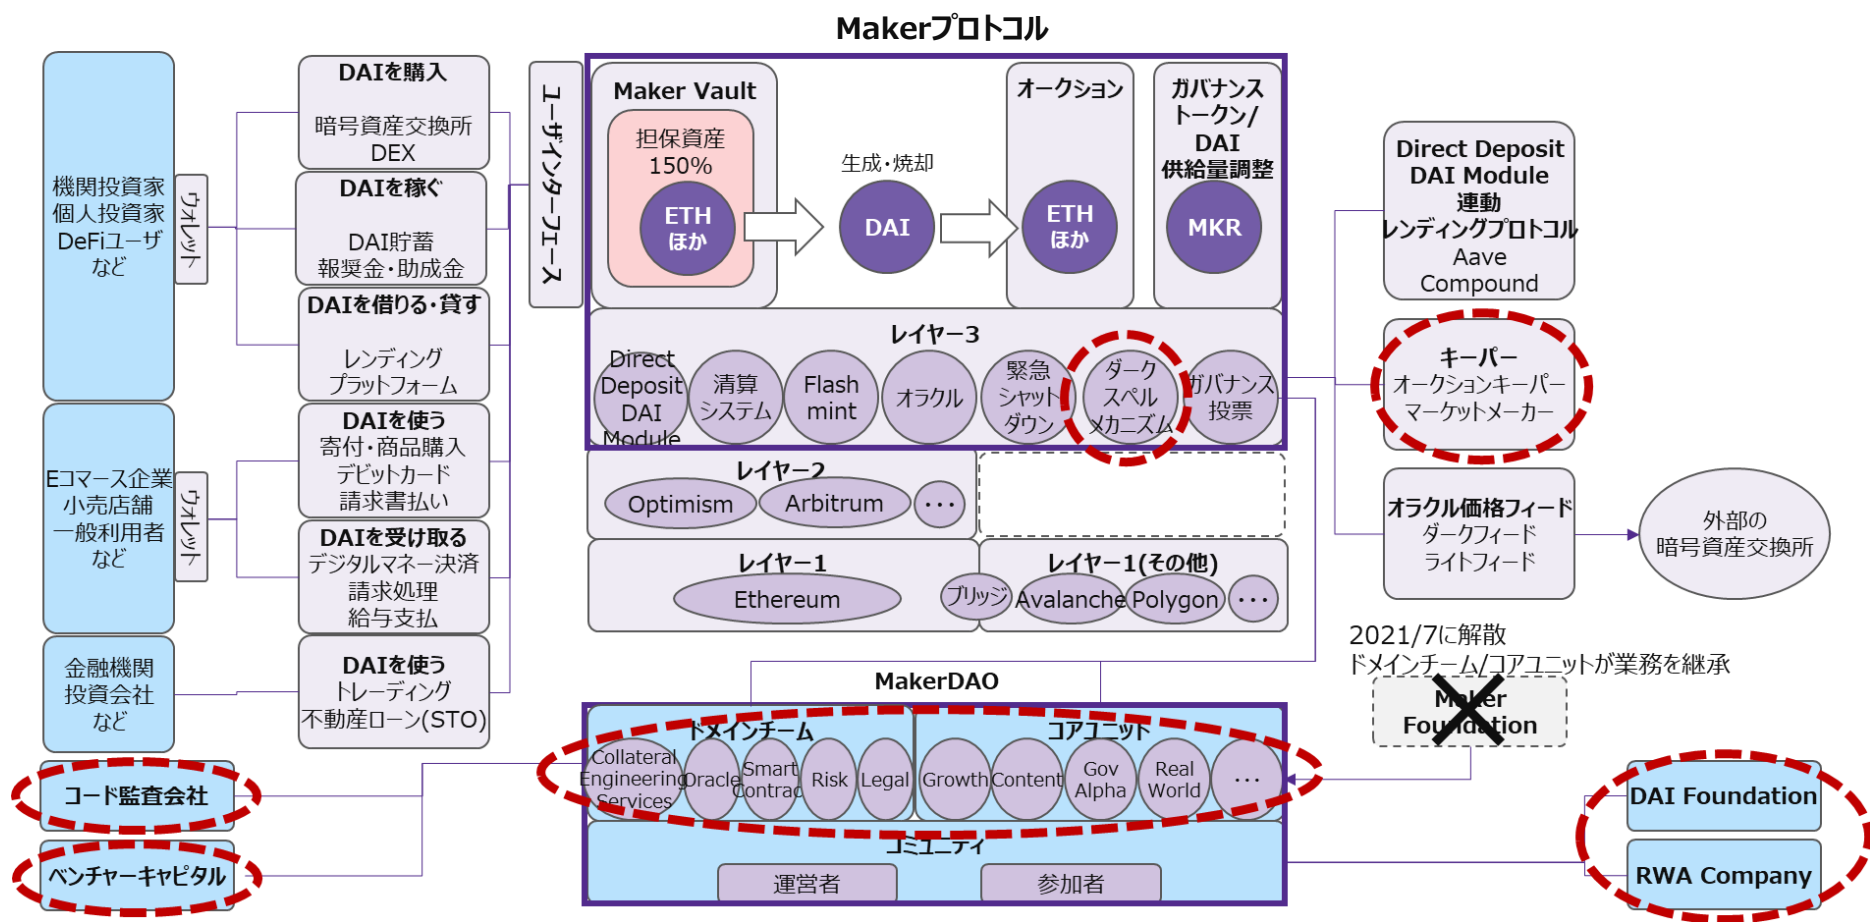 Makerプロトコル
機関投資家
個人投資家
DeFiユーザ
など
ウォレット
Eコマース企業
小売店舗
一般利用者
など
ウォレット
金融機関
投資会社
など
コード監査会社
ベンチャーキャピタル
DAIを購入
暗号資産交換所
DEX
DAIを稼ぐ
DAI貯蓄
報奨金・助成金
DAIを借りる・貸す
レンディング
プラットフォーム
DAIを使う
寄付・商品購入
デビットカード
請求書払い
DAIを受け取る
デジタルマネー決済
請求処理
給与支払
DAIを使う
トレーディング
不動産ローン(STO)
ユーザインターフェース
Maker Vault
担保資産
150%
ETH
ほか
生成・焼却
DAI
オークション
ETH
ほか
ガバナンス
トークン/
DAI
供給量調整
MKR
レイヤー3
Direct
Deposit
DAI
Module
清算
システム
Flash
mint
オラクル
緊急
シャット
ダウン
ダーク
スペル
メカニズム
ガバナンス
投票
レイヤー2
Optimism
Arbitrum
・・・
レイヤー1
Ethereum
ブリッジ
レイヤー1(その他)
Avalanche
Polygon
・・・
Direct Deposit
DAI Module
連動
レンディングプロトコル
Aave
Compound
キーパー
オークションキーパー
マーケットメーカー
オラクル価格フィード
ダークフィード
ライトフィード
外部の
暗号資産交換所
2021/7に解散
ドメインチーム/コアユニットが業務を継承
Maker
Foundation
MakerDAO
ドメインチーム
Collateral
Engineering
Services
Oracle
Smart
Contrac
Risk
Legal
コアユニット
Growth
Content
Gov
Alpha
Real
World
・・・
コミュニティ
運営者
参加者
DAI Foundation
RWA Company